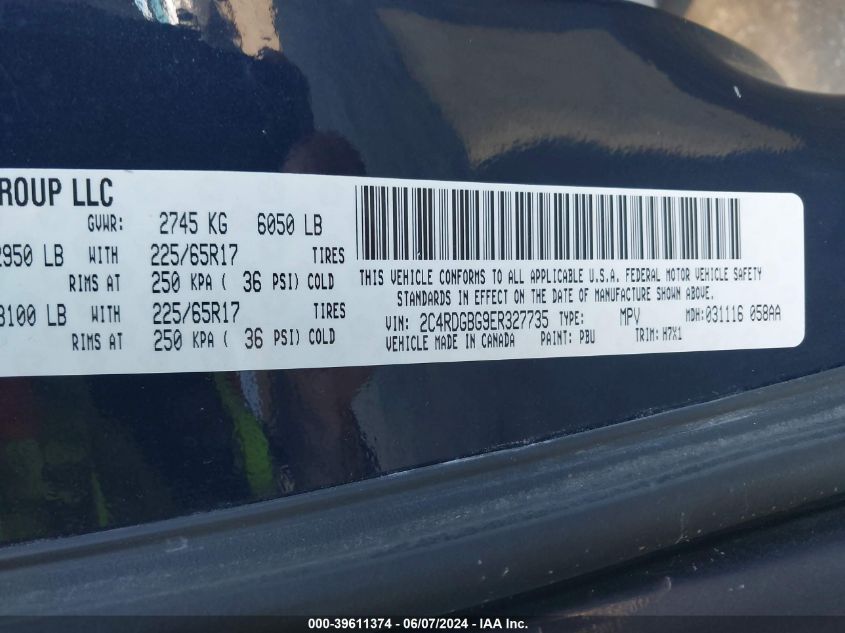 ROUP LLC
GVWR: 2745 KG 6050 LB
2950 LB WITH 225/65R17 TIRES
RIMS AT 250 KPA ( 36 PSI) COLD
3100 LB WITH 225/65R17 TIRES
RIMS AT 250 KPA ( 36 PSI) COLD
THIS VEHICLE CONFORMS TO ALL APPLICABLE U.S.A. FEDERAL MOTOR VEHICLE SAFETY
STANDARDS IN EFFECT ON THE DATE OF MANUFACTURE SHOWN ABOVE.
VIN: 2C4RDGBG9ER327735 TYPE: MPV MDH: 031116 058AA
VEHICLE MADE IN CANADA PAINT: PBU TRIM: H7X1
000-39611374 | 06/07/2024 - IAA Inc.